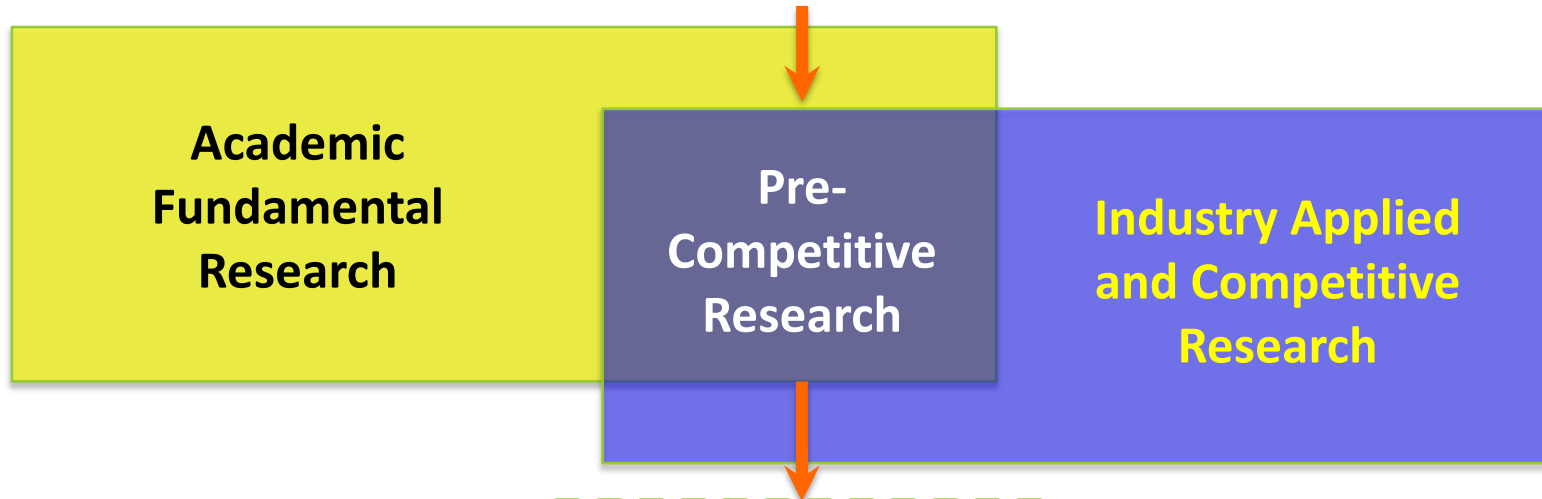 Academic
Fundamental
Research
Pre-
Competitive
Research
Industry Applied
and Competitive
Research